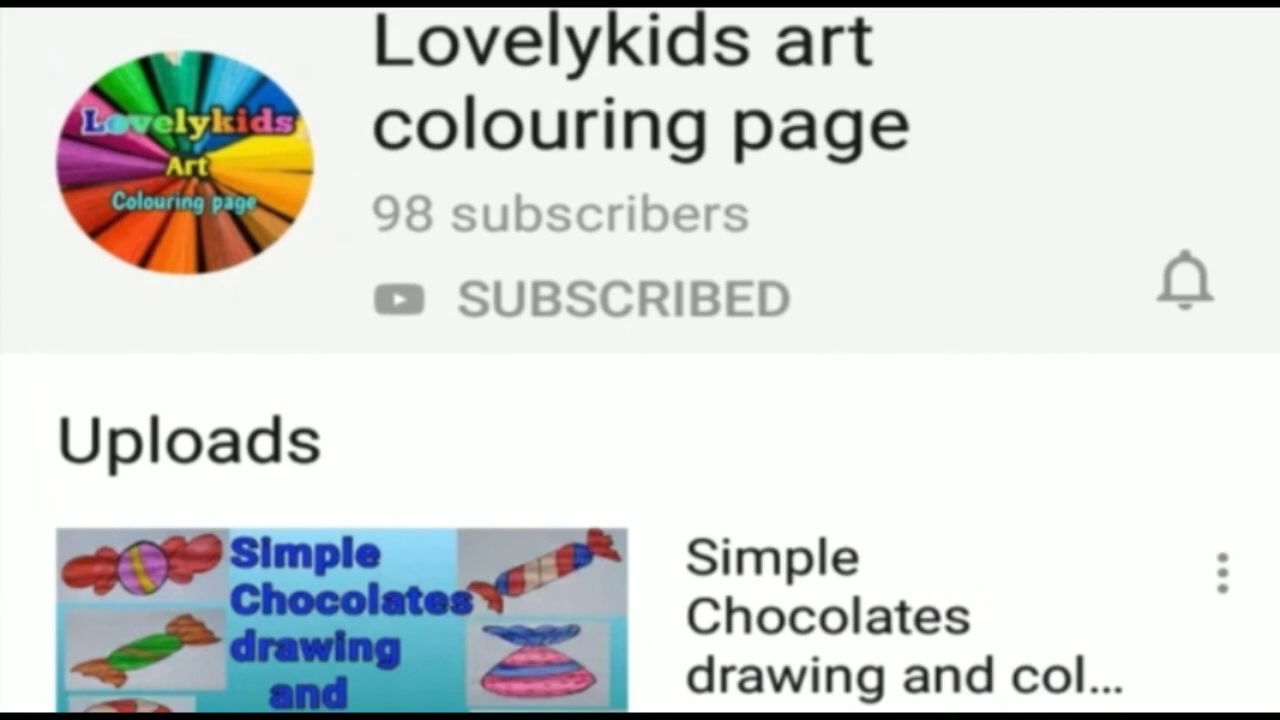 Lovelykids art
colouring page
98 subscribers
SUBSCRIBED
Lovelykids
Art
Colouring page
Uploads
Simple
Chocolates
drawing
and
Simple
Chocolates
drawing and col...